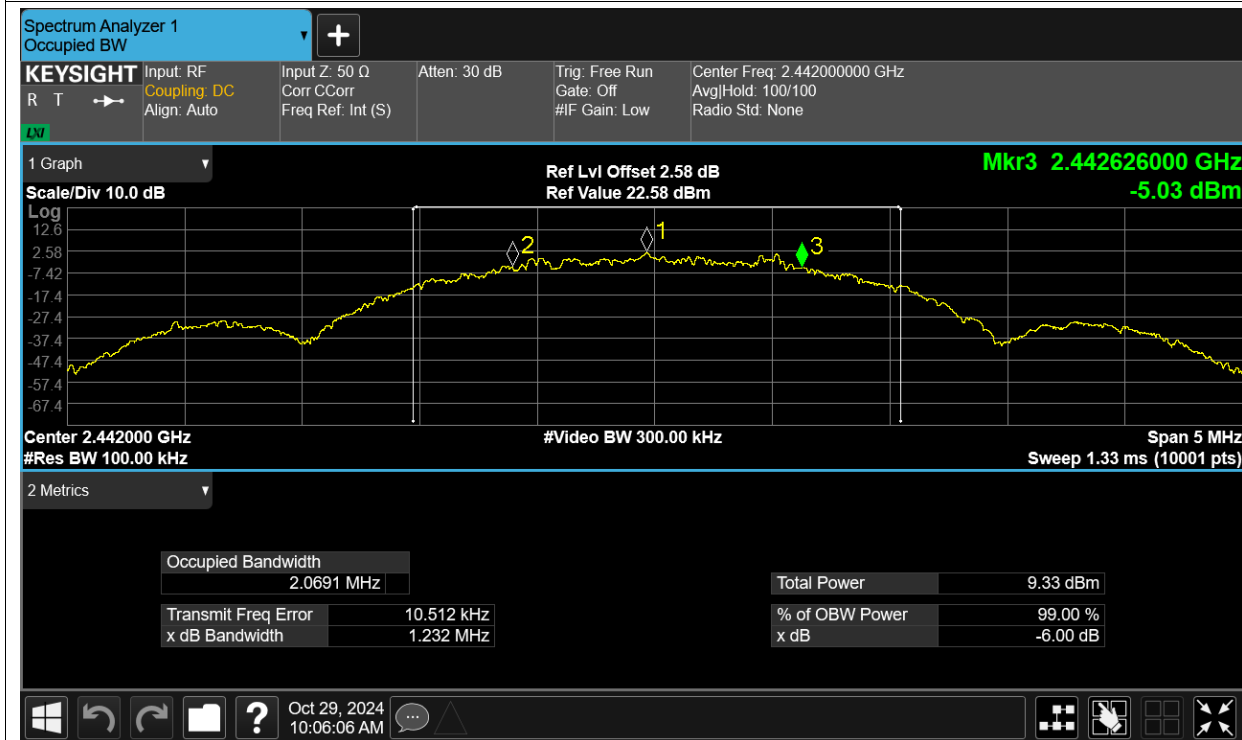 Spectrum Analyzer 1
Occupied BW
KEYSIGHT
R T
LXI
Input: RF
Coupling: DC
Align: Auto
Input Z: 50 Ω
Corr CCorr
Freq Ref: Int (S)
Atten: 30 dB
Trig: Free Run
Gate: Off
#IF Gain: Low
Center Freq: 2.442000000 GHz
Avg|Hold: 100/100
Radio Std: None
1 Graph
Scale/Div 10.0 dB
Ref Lvl Offset 2.58 dB
Ref Value 22.58 dBm
Mkr3 2.442626000 GHz
-5.03 dBm
Log
12.6
2.58
-7.42
-17.4
-27.4
-37.4
-47.4
-57.4
-67.4
2
1
3
Center 2.442000 GHz
#Video BW 300.00 kHz
Span 5 MHz
#Res BW 100.00 kHz
Sweep 1.33 ms (10001 pts)
2 Metrics
Occupied Bandwidth
2.0691 MHz
Total Power 9.33 dBm
Transmit Freq Error 10.512 kHz
% of OBW Power 99.00 %
x dB Bandwidth 1.232 MHz
x dB -6.00 dB
?
Oct 29, 2024
10:06:06 AM